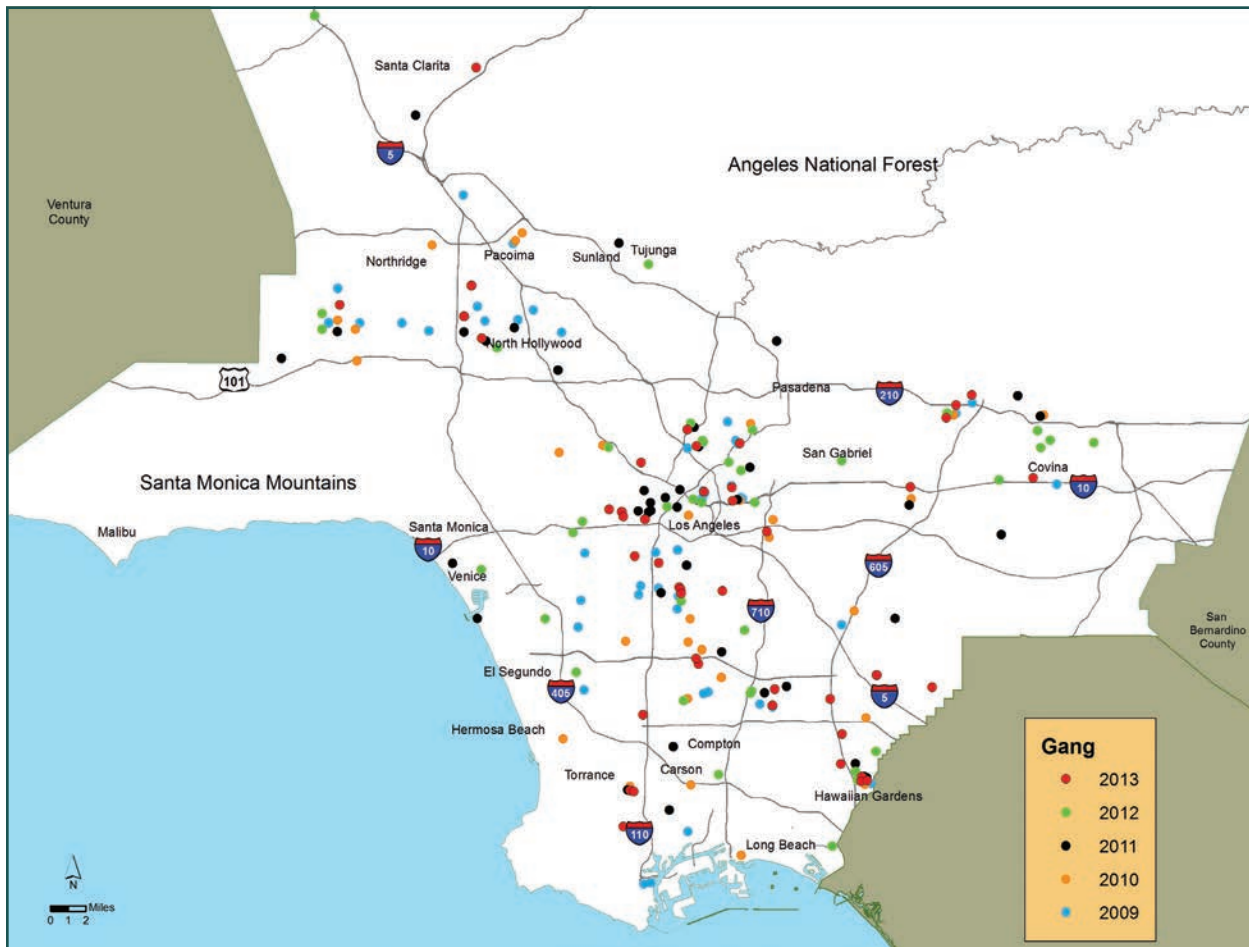 Santa Clarita
5
Angeles National Forest
Ventura
County
Northridge
Pacoima
Sunland
Tujunga
North Hollywood
101
Pasadena
210
San Gabriel
Covina
Santa Monica Mountains
10
Malibu
Santa Monica
Los Angeles
10
Venice
605
710
San
Bernardino
County
El Segundo
405
5
Hermosa Beach
Compton
Torrance
Carson
Hawaiian Gardens
110
Long Beach
Gang
2013
2012
2011
2010
2009
N
Miles
0 1 2